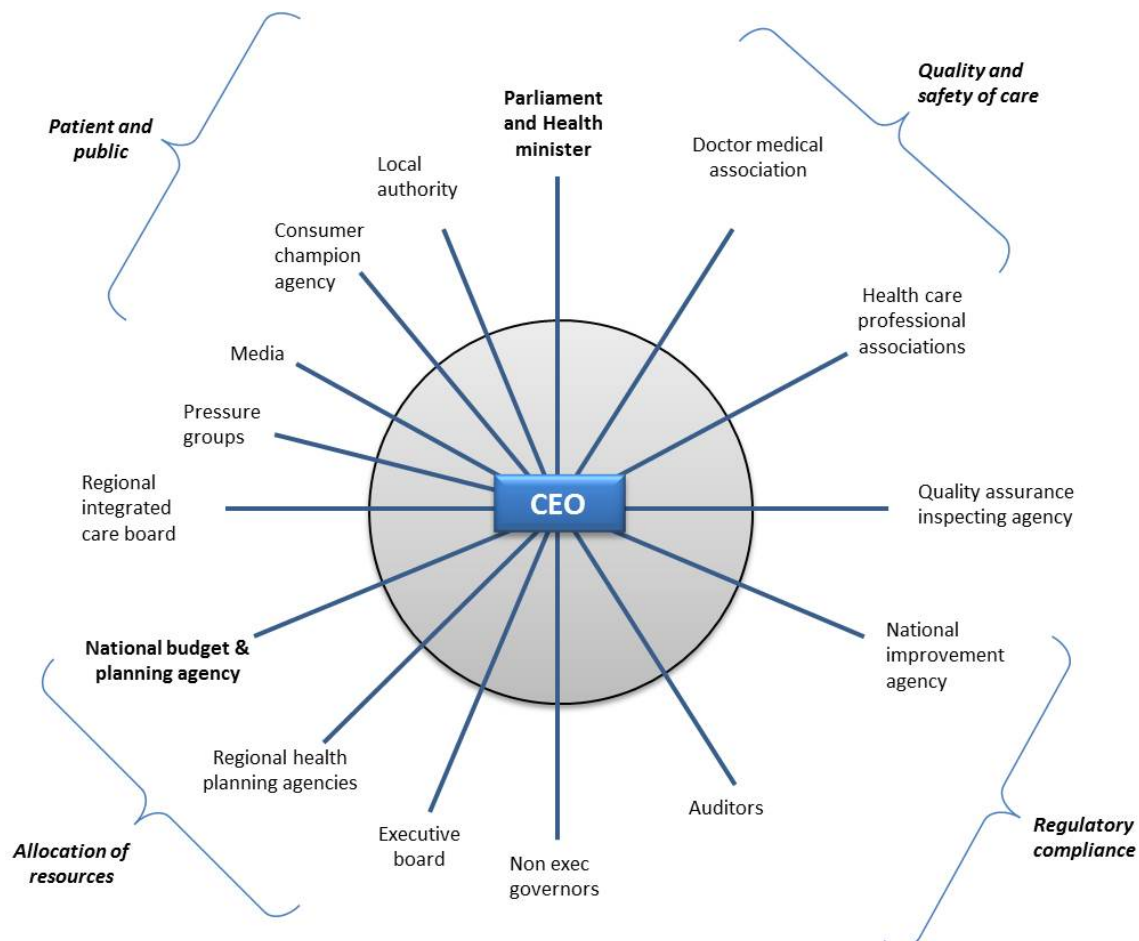 Quality and
safety of care
Parliament
and Health
minister
Patient and
public
Doctor medical
association
Local
authority
Consumer
champion
agency
Health care
professional
associations
Media
Pressure
groups
Regional
integrated
care board
CEO
Quality assurance
inspecting agency
National budget &
planning agency
National
improvement
agency
Regional health
planning agencies
Auditors
Executive
board
Non exec
governors
Allocation of
resources
Regulatory
compliance